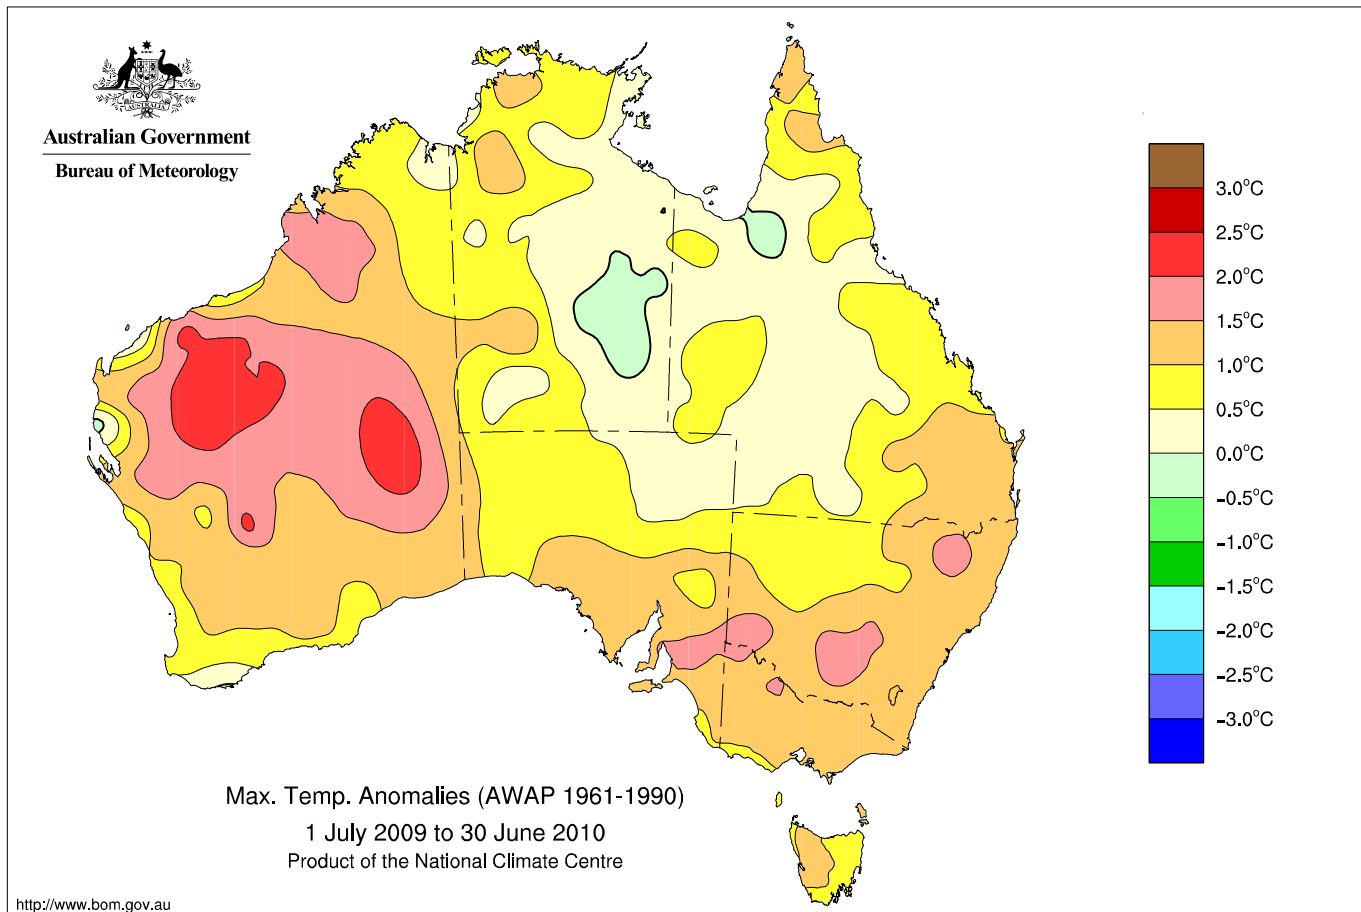 AUSTRALIA
Australian Government
Bureau of Meteorology
3.0°C
2.5°C
2.0°C
1.5°C
1.0°C
0.5°C
0.0°C
−0.5°C
−1.0°C
−1.5°C
−2.0°C
−2.5°C
−3.0°C
Max. Temp. Anomalies (AWAP 1961-1990)
1 July 2009 to 30 June 2010
Product of the National Climate Centre
http://www.bom.gov.au